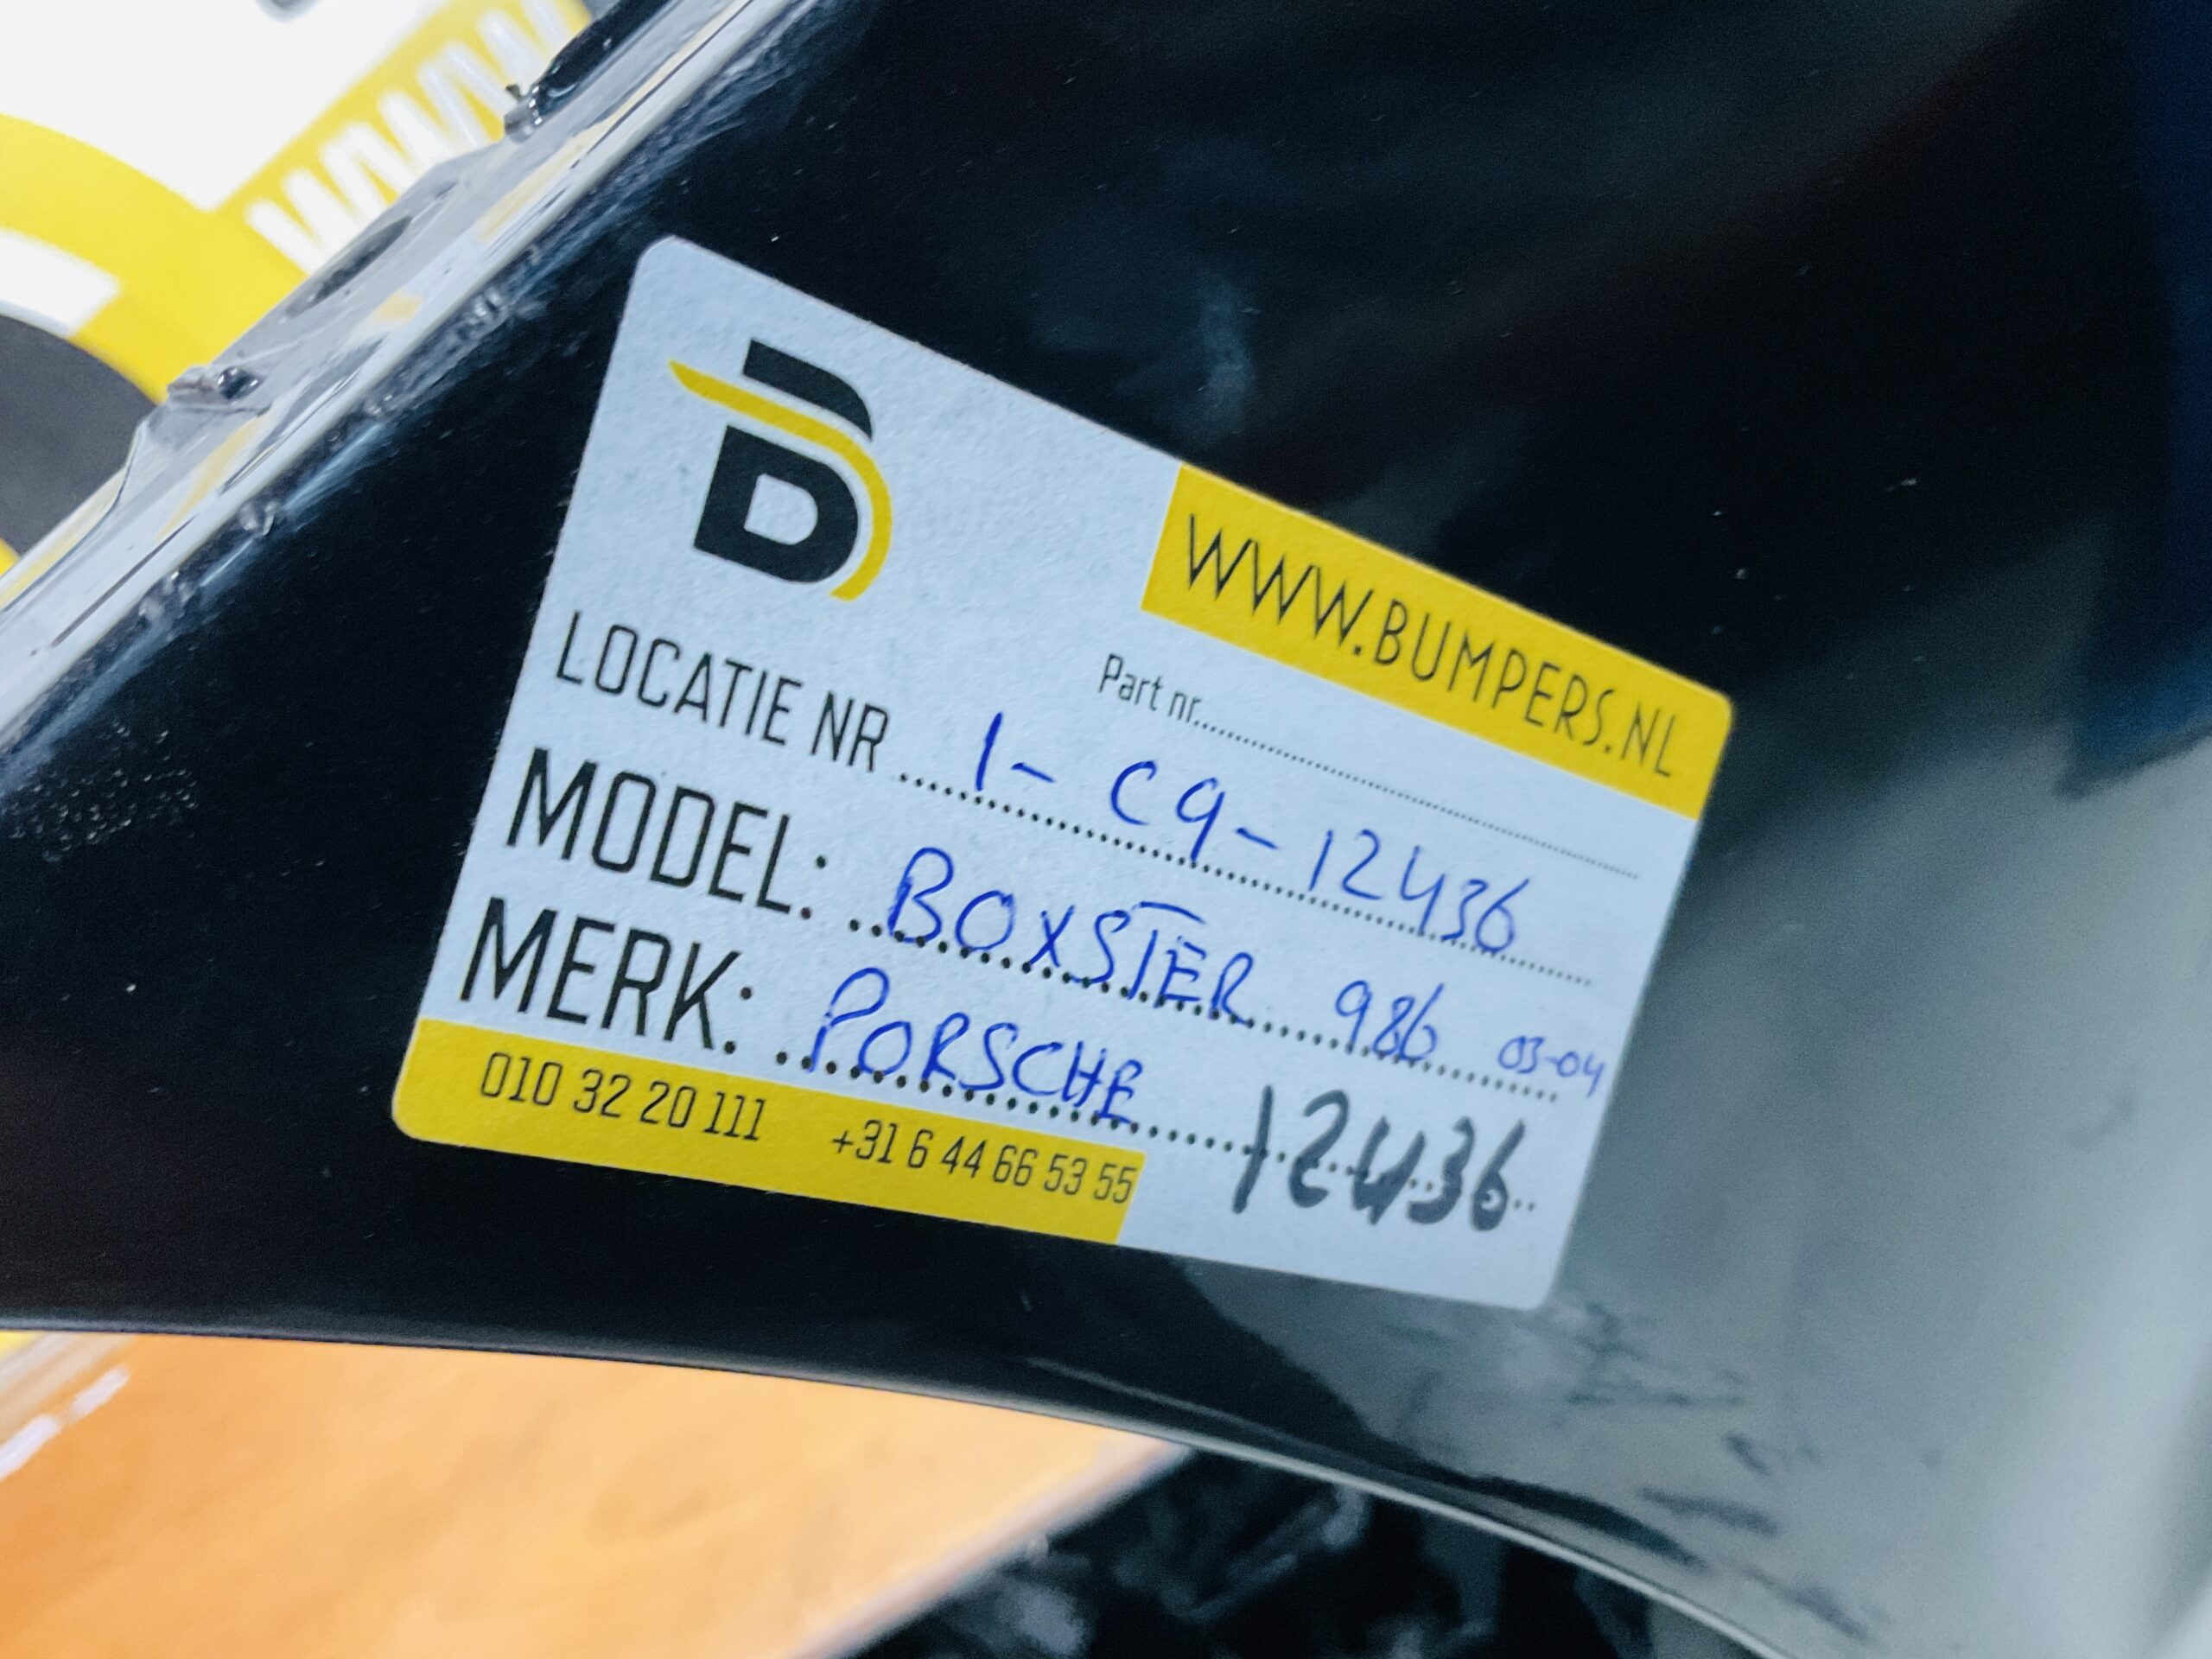 WWW
WWW.BUMPERS.NL
Part nr.
LOCATIE NR 1-C9-12436
MODEL: BOXSTER 986 03-04
MERK: PORSCHE 12436
010 32 20 111 +31 6 44 66 53 55